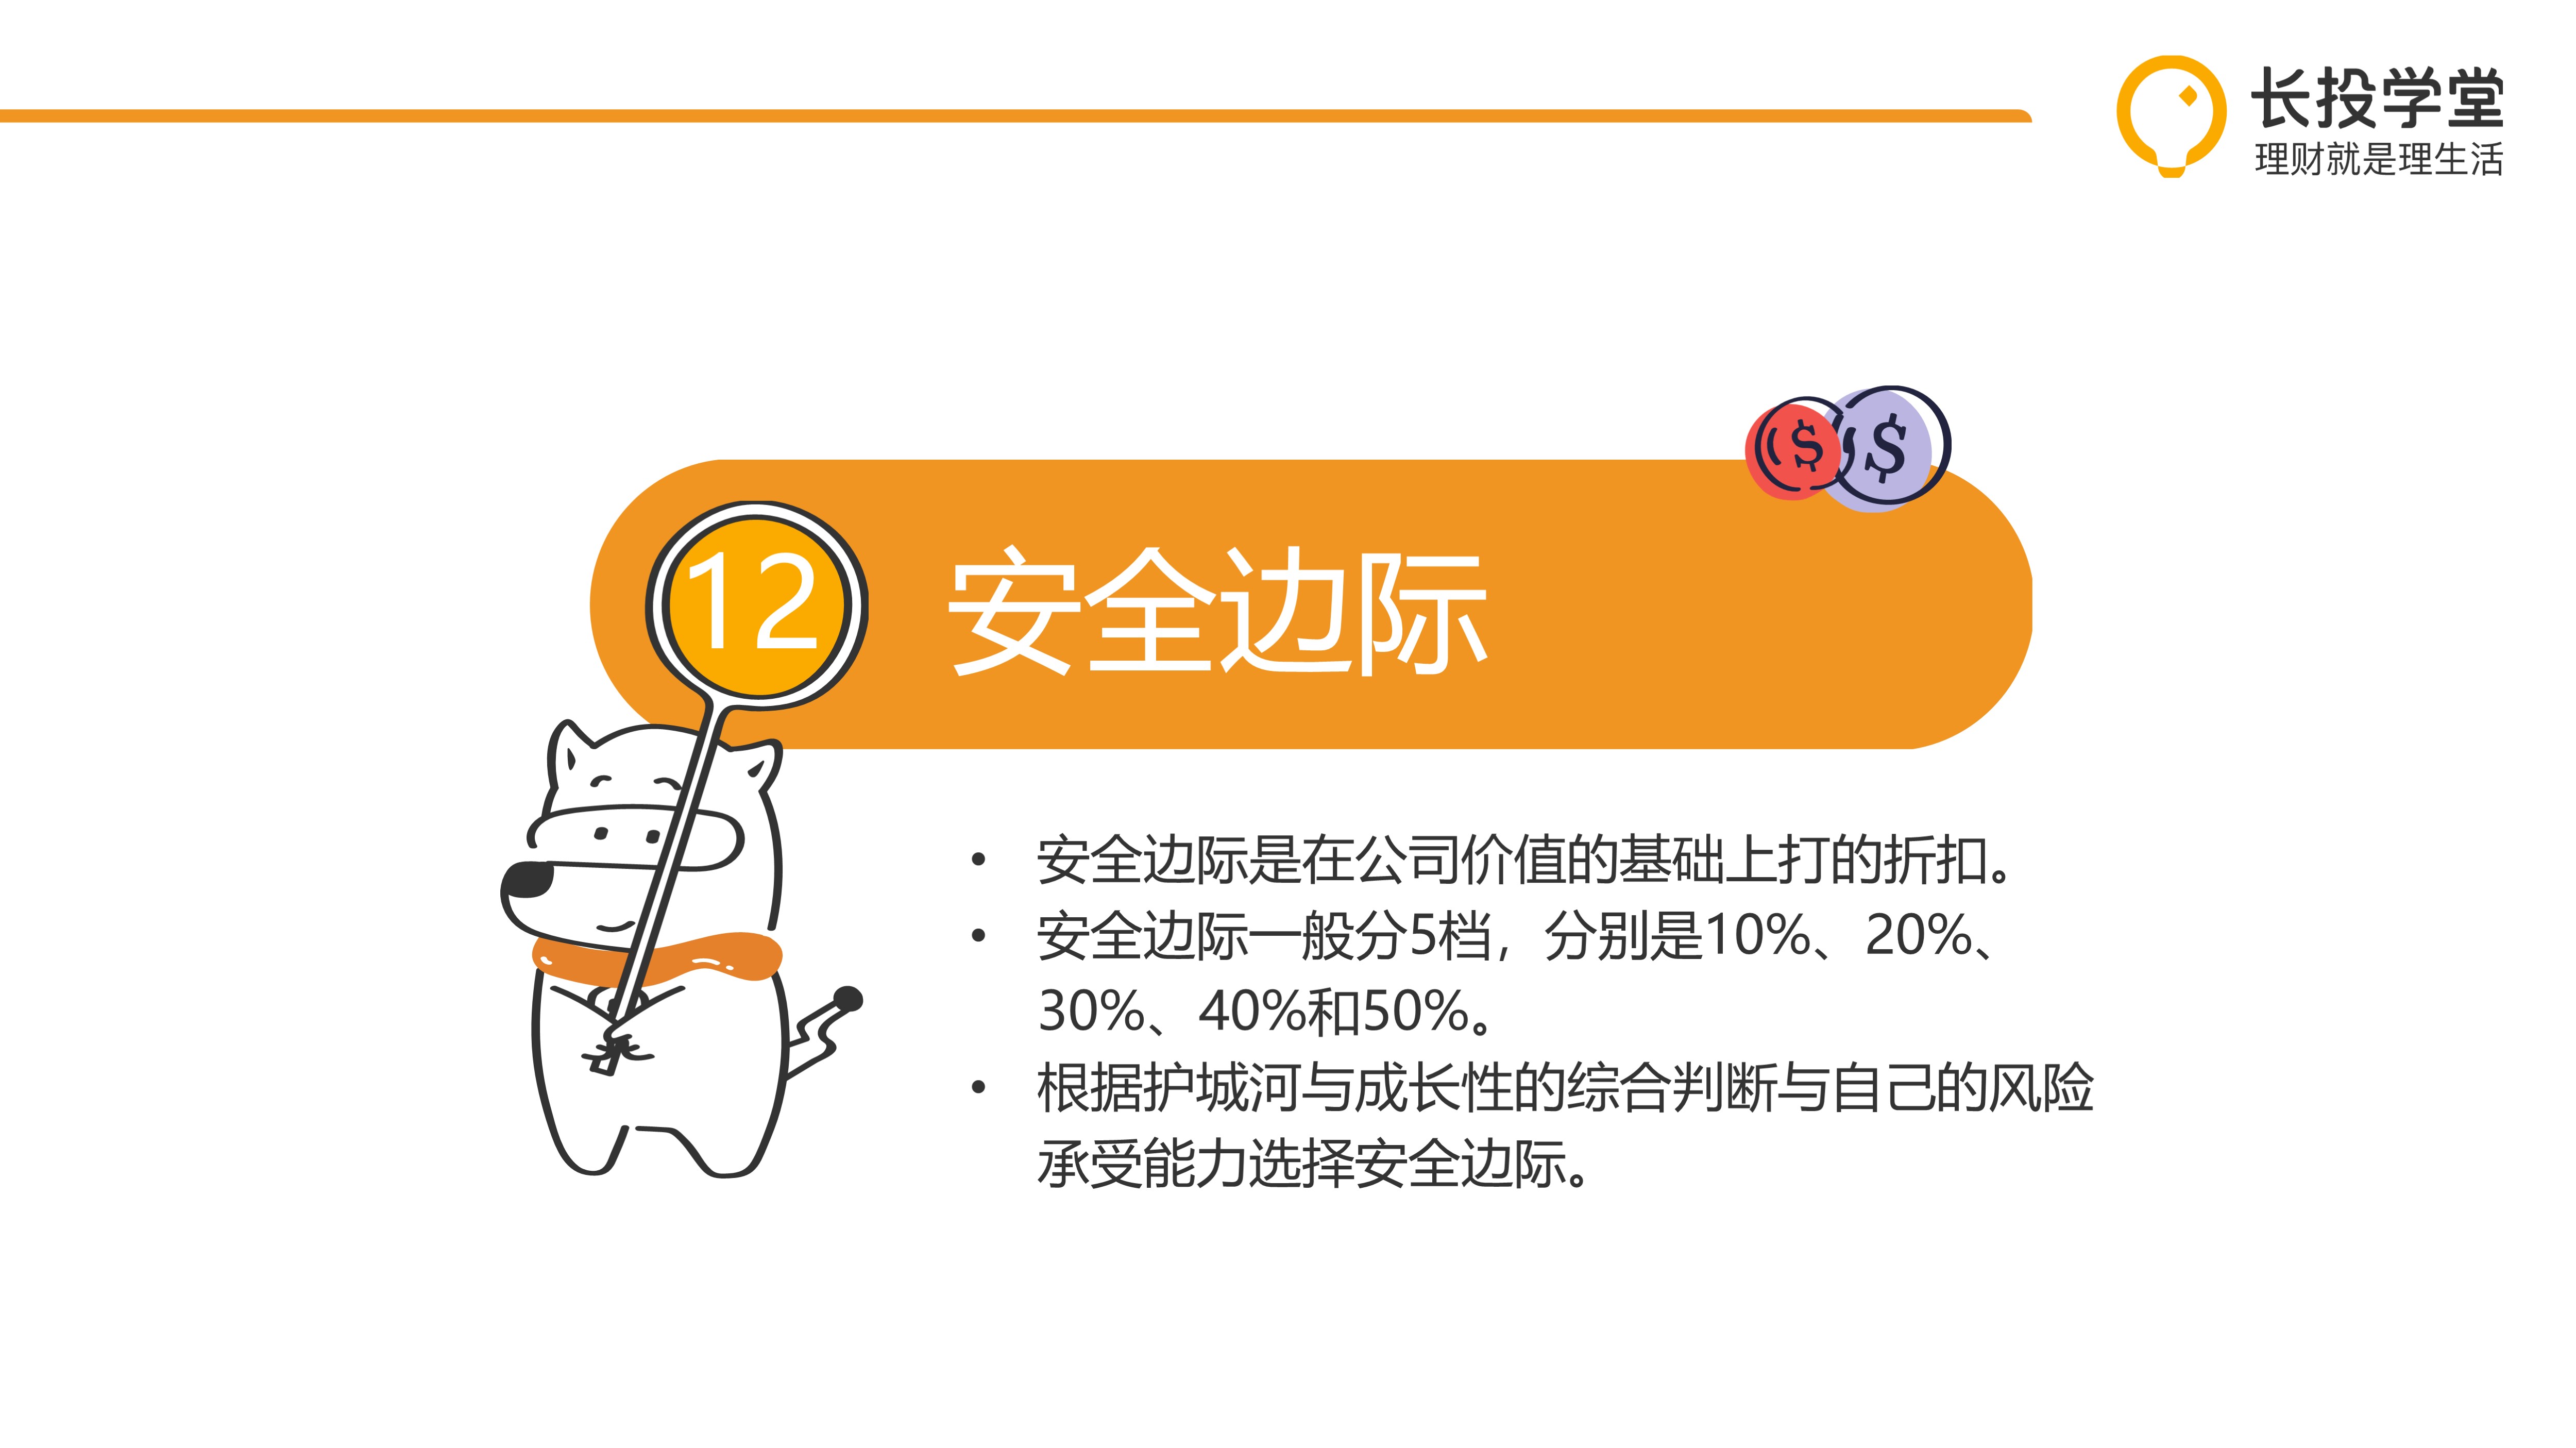 长投学堂
理财就是理生活
12
安全边际
• 安全边际是在公司价值的基础上打的折扣。
• 安全边际一般分5档，分别是10%、20%、
30%、40%和50%。
• 根据护城河与成长性的综合判断与自己的风险
承受能力选择安全边际。